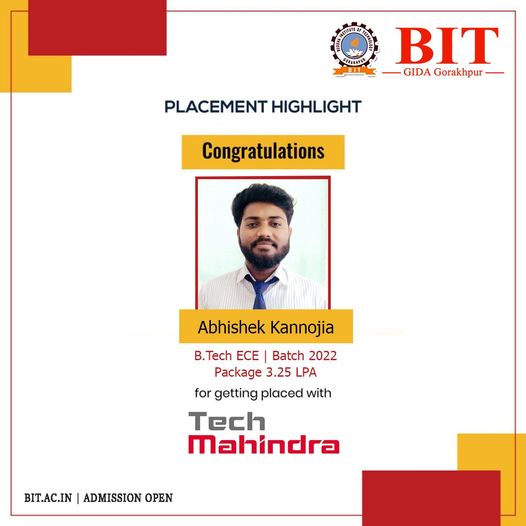 BIT
GIDA Gorakhpur
BIT
PLACEMENT HIGHLIGHT
Congratulations
Abhishek Kannojia
B.Tech ECE | Batch 2022
Package 3.25 LPA
for getting placed with
Tech
Mahindra
BIT.AC.IN | ADMISSION OPEN